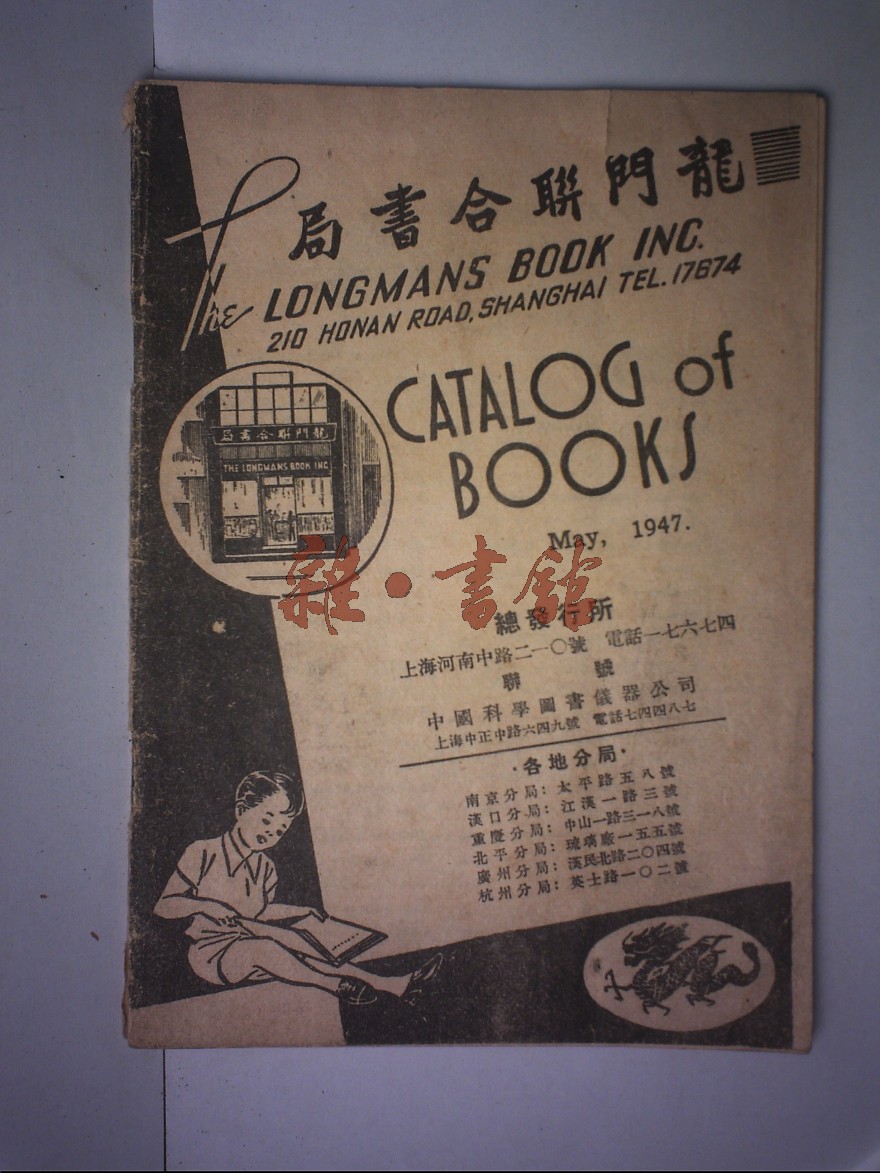 龍門聯合書局
The LONGMANS BOOK INC.
210 HONAN ROAD, SHANGHAI TEL. 17674
龍門聯合書局
THE LONGMANS BOOK INC
CATALOG of
BOOKS
May, 1947.
雜·書館
總發行所
上海河南中路二一〇號 電話一七六七四
聯 號
中國科學圖書儀器公司
上海中正中路六四九號 電話七四四八七
·各地分局·
南京分局：太平路五八號
漢口分局：江漢一路三號
重慶分局：中山一路三一八號
北平分局：琉璃廠一五五號
廣州分局：漢民北路二〇四號
杭州分局：英士路一〇二號